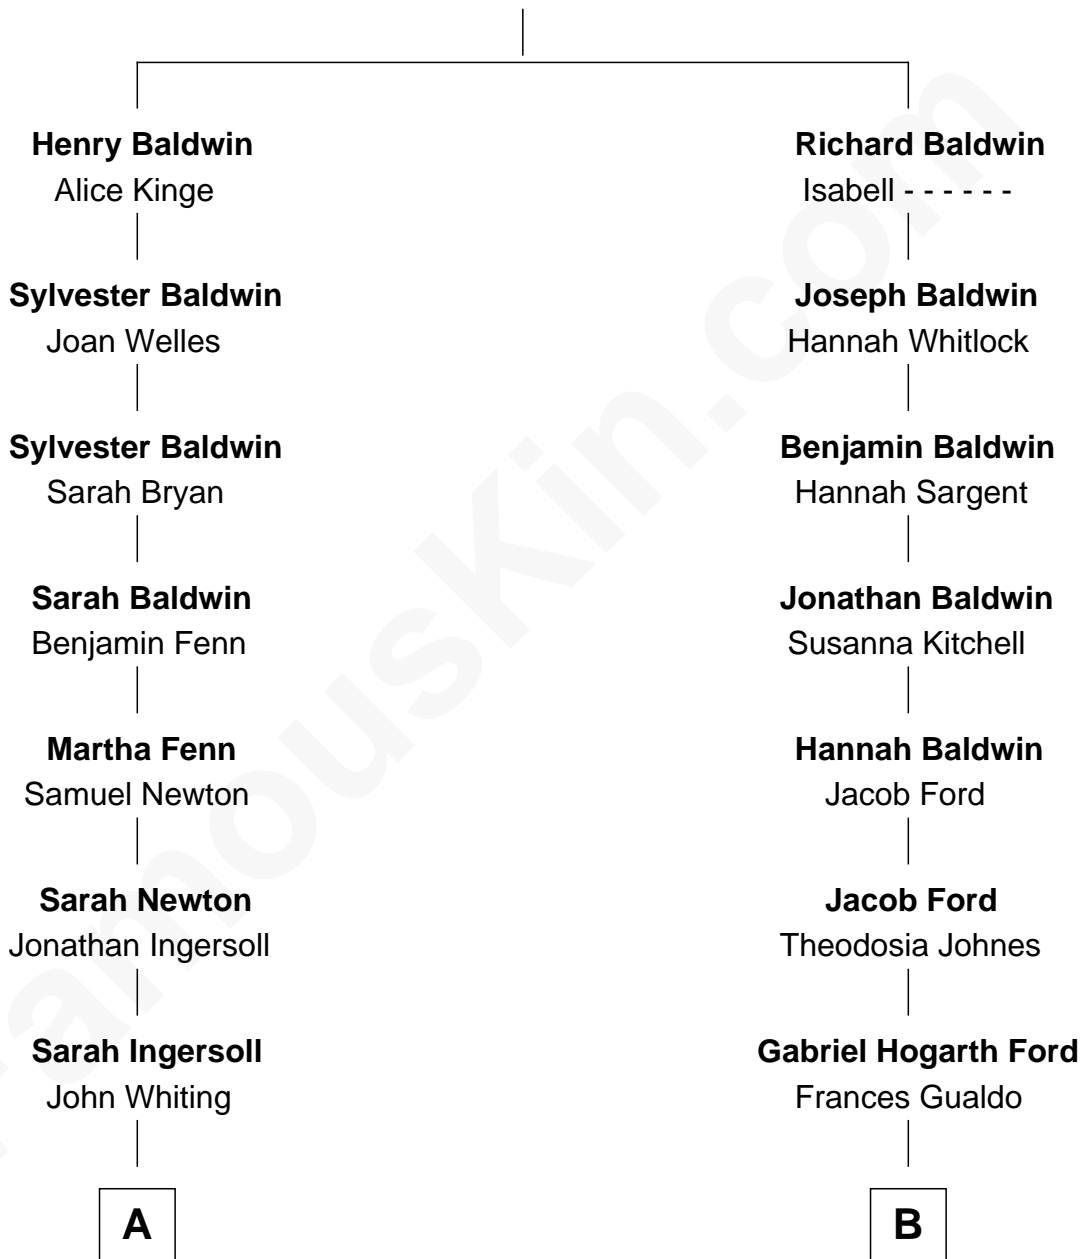 Henry Baldwin
Alice Kinge
Sylvester Baldwin
Joan Welles
Sylvester Baldwin
Sarah Bryan
Sarah Baldwin
Benjamin Fenn
Martha Fenn
Samuel Newton
Sarah Newton
Jonathan Ingersoll
Sarah Ingersoll
John Whiting
A
Richard Baldwin
Isabell - - - - - -
Joseph Baldwin
Hannah Whitlock
Benjamin Baldwin
Hannah Sargent
Jonathan Baldwin
Susanna Kitchell
Hannah Baldwin
Jacob Ford
Jacob Ford
Theodosia Johnes
Gabriel Hogarth Ford
Frances Gualdo
B
FamousKin.com